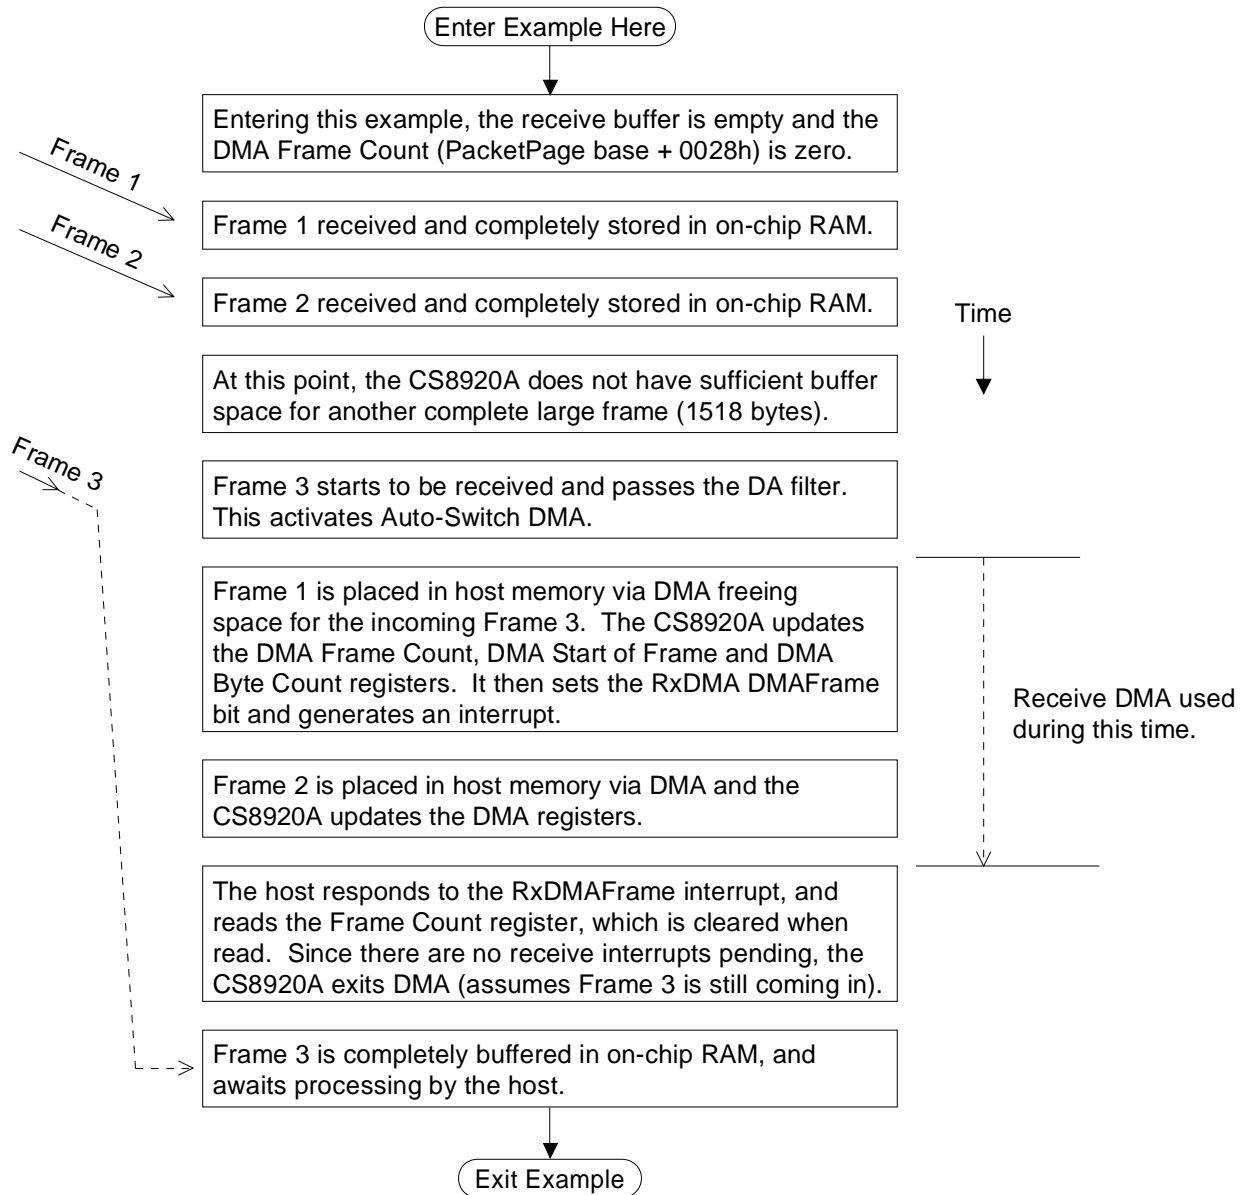 Enter Example Here
Entering this example, the receive buffer is empty and the
DMA Frame Count (PacketPage base + 0028h) is zero.
Frame 1
Frame 1 received and completely stored in on-chip RAM.
Frame 2
Frame 2 received and completely stored in on-chip RAM.
Time
At this point, the CS8920A does not have sufficient buffer
space for another complete large frame (1518 bytes).
Frame 3
Frame 3 starts to be received and passes the DA filter.
This activates Auto-Switch DMA.
Frame 1 is placed in host memory via DMA freeing
space for the incoming Frame 3. The CS8920A updates
the DMA Frame Count, DMA Start of Frame and DMA
Byte Count registers. It then sets the RxDMA DMAFrame
bit and generates an interrupt.
Receive DMA used
during this time.
Frame 2 is placed in host memory via DMA and the
CS8920A updates the DMA registers.
The host responds to the RxDMAFrame interrupt, and
reads the Frame Count register, which is cleared when
read. Since there are no receive interrupts pending, the
CS8920A exits DMA (assumes Frame 3 is still coming in).
Frame 3 is completely buffered in on-chip RAM, and
awaits processing by the host.
Exit Example